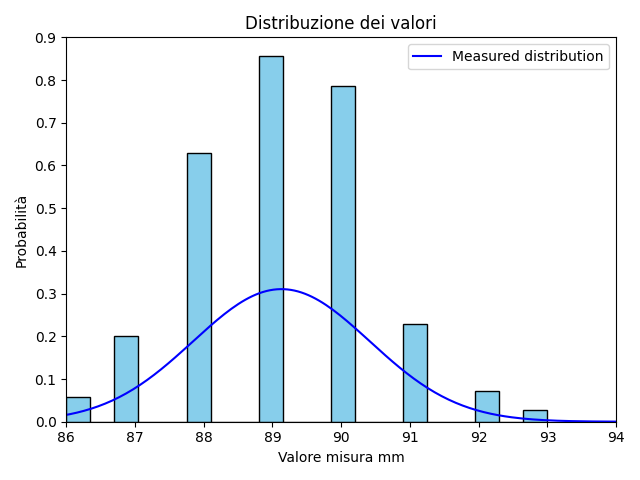 Distribuzione dei valori
Measured distribution
Probabilità
0.9
0.8
0.7
0.6
0.5
0.4
0.3
0.2
0.1
0.0
86 87 88 89 90 91 92 93 94
Valore misura mm